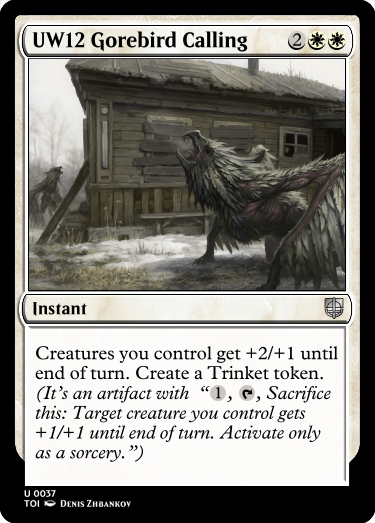 UW12 Gorebird Calling 2
Instant
Creatures you control get +2/+1 until
end of turn. Create a Trinket token.
(It's an artifact with “1, , Sacrifice
this: Target creature you control gets
+1/+1 until end of turn. Activate only
as a sorcery.”)
U 0037
TOI DENIS ZHBANKOV